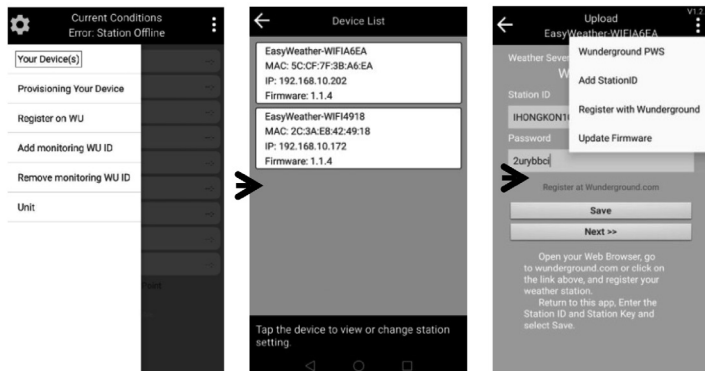 Current Conditions
Error: Station Offline
Your Device(s)
Provisioning Your Device
Register on WU
Add monitoring WU ID
Remove monitoring WU ID
Unit
Device List
EasyWeather-WIFIA6EA
MAC: 5C:CF:7F:3B:A6:EA
IP: 192.168.10.202
Firmware: 1.1.4
EasyWeather-WIFI4918
MAC: 2C:3A:E8:42:49:18
IP: 192.168.10.172
Firmware: 1.1.4
Tap the device to view or change station
setting.
V1.2
Upload
EasyWeather-WIFIA6EA
Wunderground PWS
Add StationID
Register with Wunderground
Update Firmware
Weather Sever
W
Station ID
IHONGKON1
Password
2urybbci
Register at Wunderground.com
Save
Next >>
Open your Web Browser, go
to wunderground.com or click on
the link above, and register your
weather station.
Return to this app, Enter the
Station ID and Station Key and
select Save.